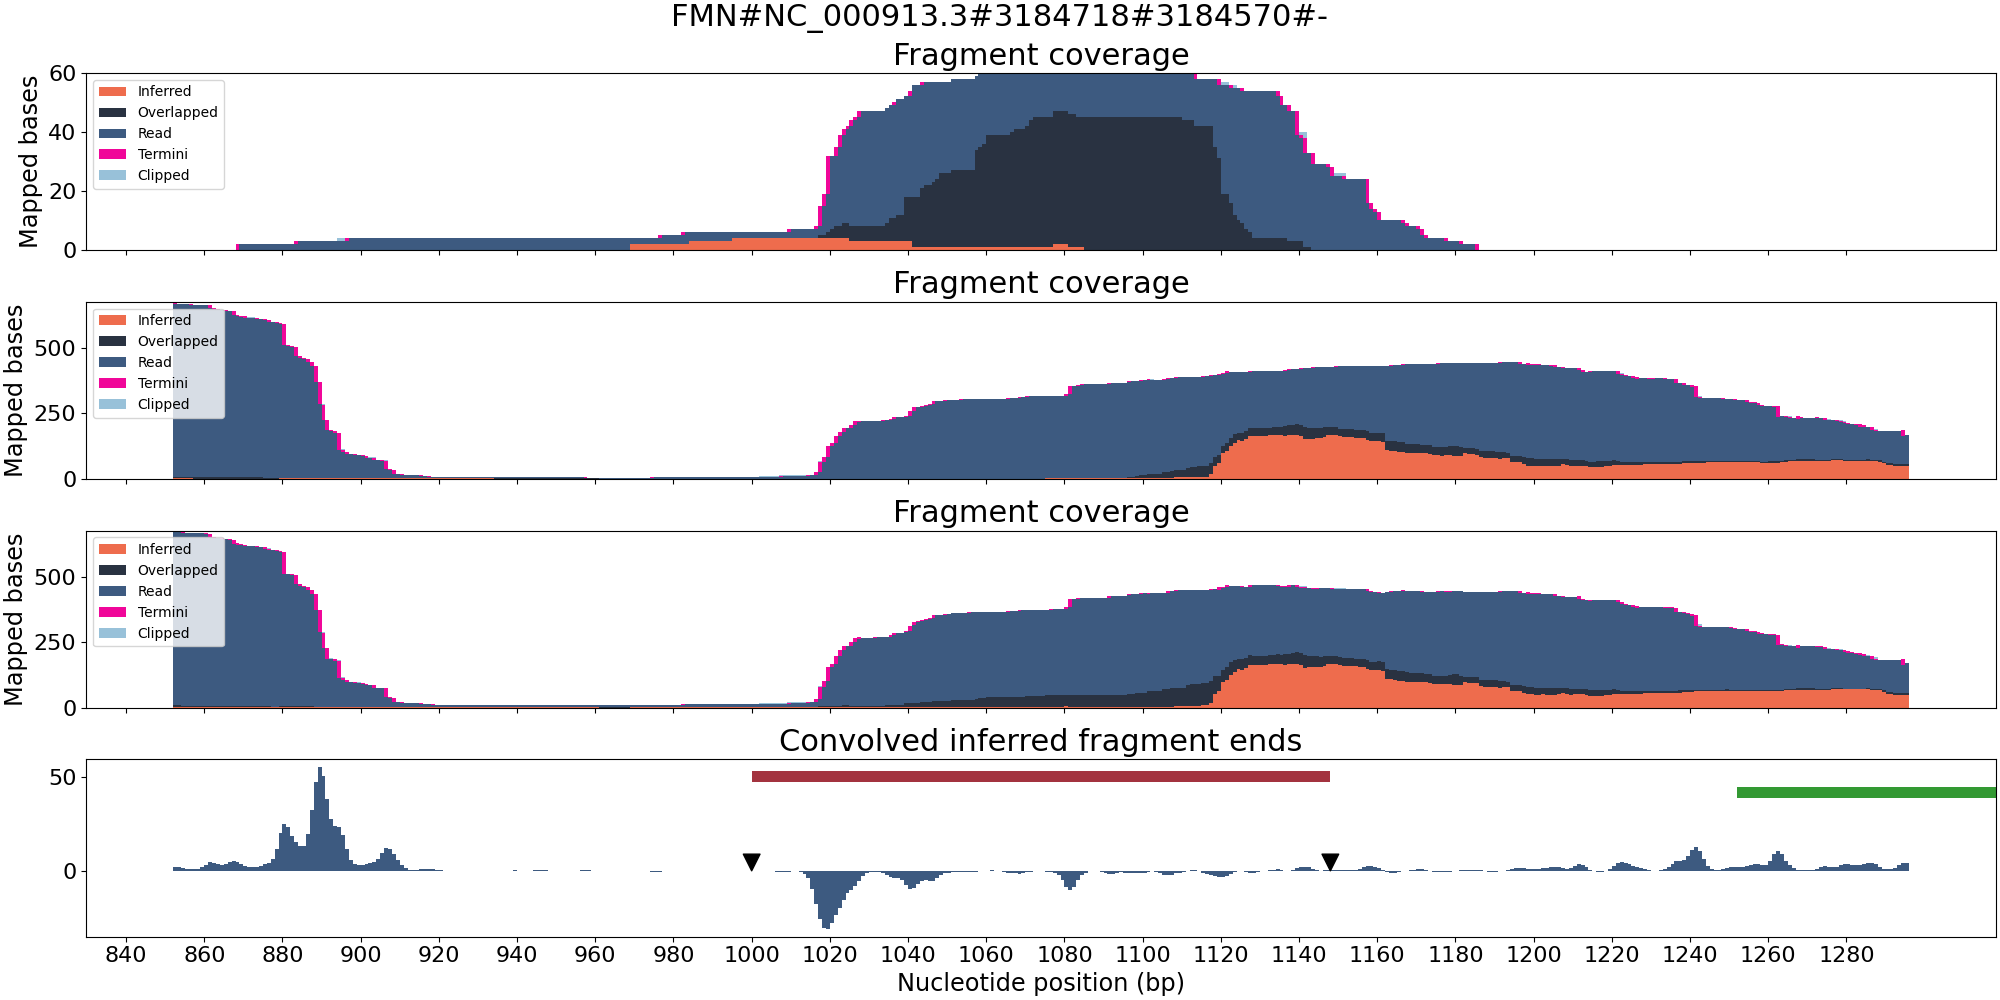 FMN#NC_000913.3#3184718#3184570#-
Fragment coverage
Mapped bases
60
40
20
0
Inferred
Overlapped
Read
Termini
Clipped
Fragment coverage
Mapped bases
500
250
0
Inferred
Overlapped
Read
Termini
Clipped
Fragment coverage
Mapped bases
500
250
0
Inferred
Overlapped
Read
Termini
Clipped
Convolved inferred fragment ends
50
0
840 860 880 900 920 940 960 980 1000 1020 1040 1060 1080 1100 1120 1140 1160 1180 1200 1220 1240 1260 1280
Nucleotide position (bp)